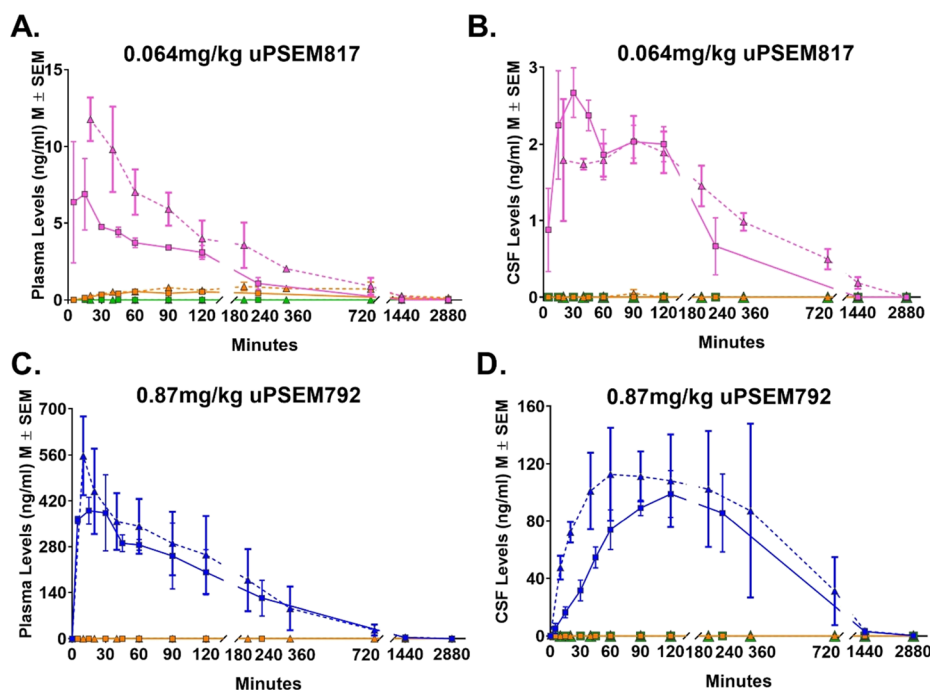 A.
0.064mg/kg uPSEM817
Plasma Levels (ng/ml) M ± SEM
15
10
5
0
0 30 60 90 120 180 240 360 720 1440 2880
Minutes
B.
0.064mg/kg uPSEM817
CSF Levels (ng/ml) M ± SEM
3
2
1
0
0 30 60 90 120 180 240 360 720 1440 2880
Minutes
C.
0.87mg/kg uPSEM792
Plasma Levels (ng/ml) M ± SEM
700
560
420
280
140
0
0 30 60 90 120 180 240 360 720 1440 2880
Minutes
D.
0.87mg/kg uPSEM792
CSF Levels (ng/ml) M ± SEM
160
120
80
40
0
0 30 60 90 120 180 240 360 720 1440 2880
Minutes